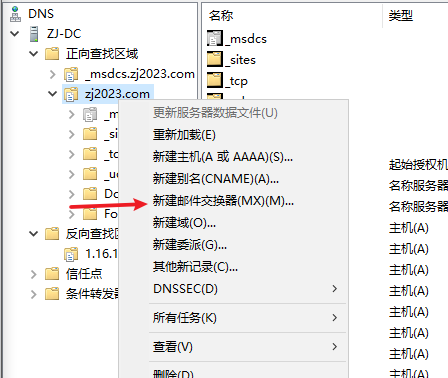 DNS
ZJ-DC
正向查找区域
_msdcs.zj2023.com
zj2023.com
_m
_si
_tc
_u
Do
Fo
反向查找区
1.16.1
信任点
条件转发器
名称
类型
_msdcs
_sites
_tcp
更新服务器数据文件(U)
重新加载(E)
新建主机(A 或 AAAA)(S)...
新建别名(CNAME)(A)...
新建邮件交换器(MX)(M)...
新建域(O)...
新建委派(G)...
其他新记录(C)...
DNSSEC(D)
所有任务(K)
查看(V)
删除(D)
起始授权机
名称服务器
名称服务器
主机(A)
主机(A)
主机(A)
主机(A)
主机(A)
主机(A)
主机(A)
主机(A)